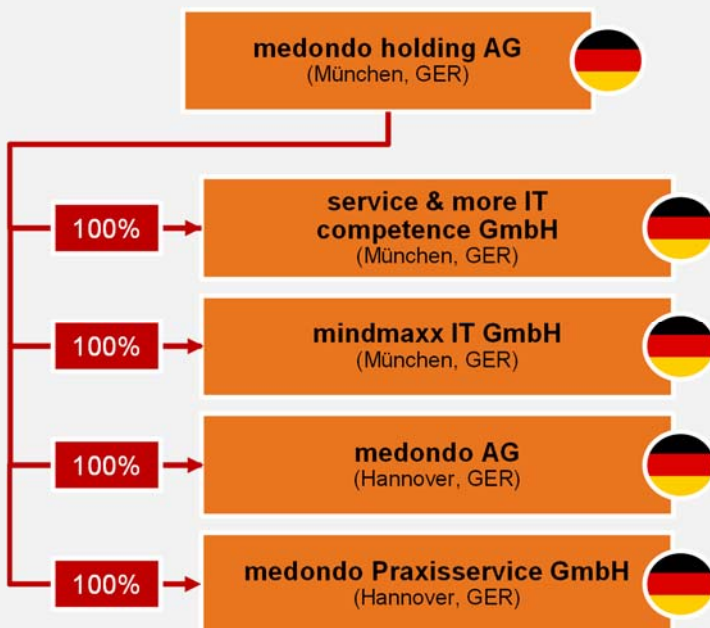 medondo holding AG
(München, GER)
100%
service & more IT
competence GmbH
(München, GER)
100%
mindmaxx IT GmbH
(München, GER)
100%
medondo AG
(Hannover, GER)
100%
medondo Praxisservice GmbH
(Hannover, GER)